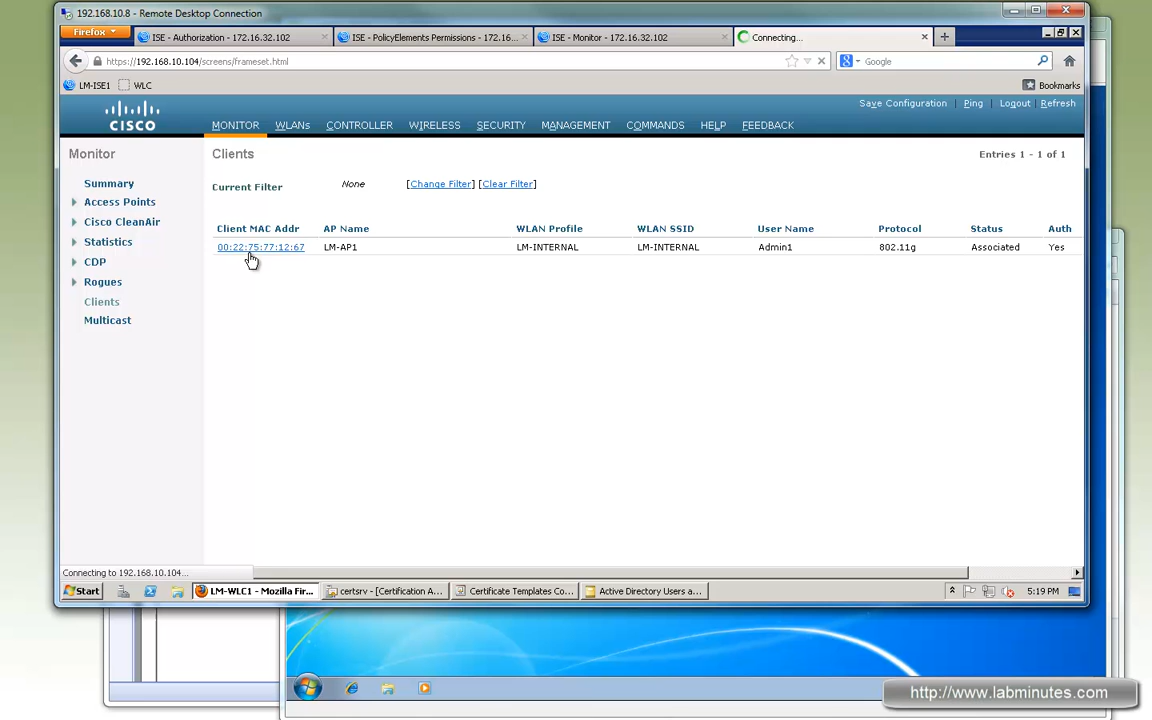 192.168.10.8 - Remote Desktop Connection
Firefox
ISE - Authorization - 172.16.32.102
ISE - PolicyElements Permissions - 172.16...
ISE - Monitor - 172.16.32.102
Connecting...
https://192.168.10.104/screens/frameset.html
Google
LM-ISE1
WLC
Bookmarks
Save Configuration
Ping
Logout
Refresh
CISCO
MONITOR
WLANs
CONTROLLER
WIRELESS
SECURITY
MANAGEMENT
COMMANDS
HELP
FEEDBACK
Monitor
Summary
Access Points
Cisco CleanAir
Statistics
CDP
Rogues
Clients
Multicast
Clients
Entries 1 - 1 of 1
Current Filter None [Change Filter] [Clear Filter]
Client MAC Addr AP Name WLAN Profile WLAN SSID User Name Protocol Status Auth
00:22:75:77:12:67 LM-AP1 LM-INTERNAL LM-INTERNAL Admin1 802.11g Associated Yes
Connecting to 192.168.10.104...
Start
LM-WLC1 - Mozilla Fir...
certsrv - [Certification A...
Certificate Templates Co...
Active Directory Users a...
5:19 PM
http://www.labminutes.com